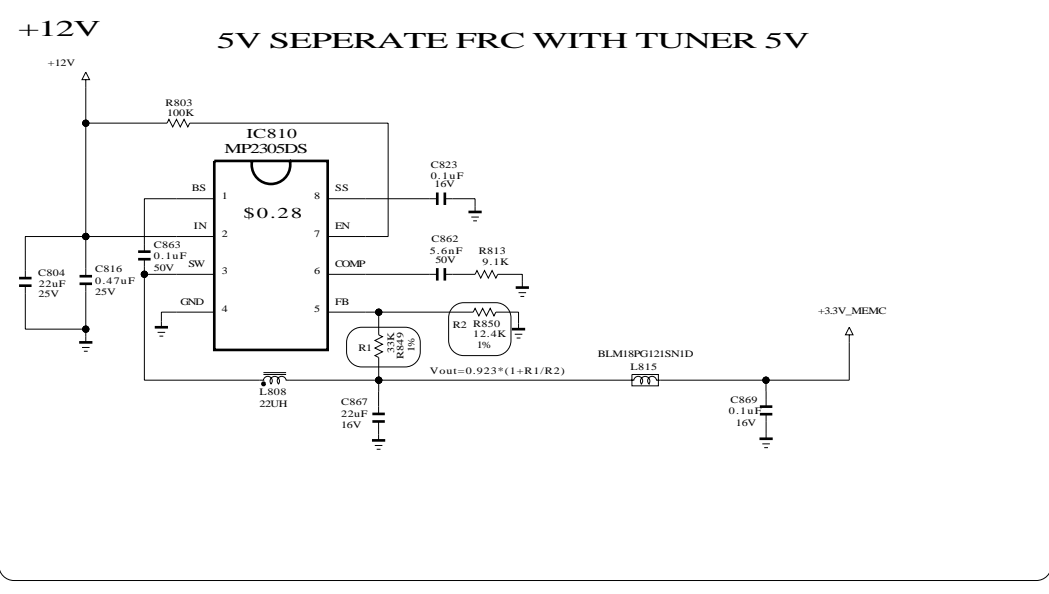 +12V
5V SEPERATE FRC WITH TUNER 5V
+12V
R803
100K
IC810
MP2305DS
$0.28
BS
1
IN
2
SW
3
GND
4
8
SS
7
EN
6
COMP
5
FB
C823
0.1uF
16V
C862
5.6nF
50V
R813
9.1K
C863
0.1uF
50V
C804
22uF
25V
C816
0.47uF
25V
R1
33K
R849
1%
R2
R850
12.4K
1%
+3.3V_MEMC
BLM18PG121SN1D
L815
Vout=0.923*(1+R1/R2)
L808
22UH
C867
22uF
16V
C869
0.1uF
16V